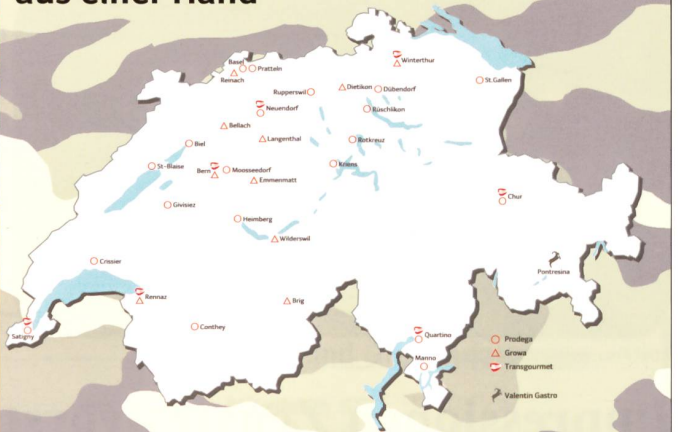 aus einer Hand
Basel
Pratteln
Reinach
Winterthur
St.Gallen
Rupperswil
Dietikon
Dübendorf
Neuendorf
Rüschlikon
Bellach
Langenthal
Rotkreuz
Biel
Kriens
St-Blaise
Bern
Moosseedorf
Emmenmatt
Chur
Givisiez
Heimberg
Wilderswil
Crissier
Pontresina
Rennaz
Brig
Satigny
Conthey
Quartino
Manno
Prodega
Growa
Transgourmet
Valentin Gastro